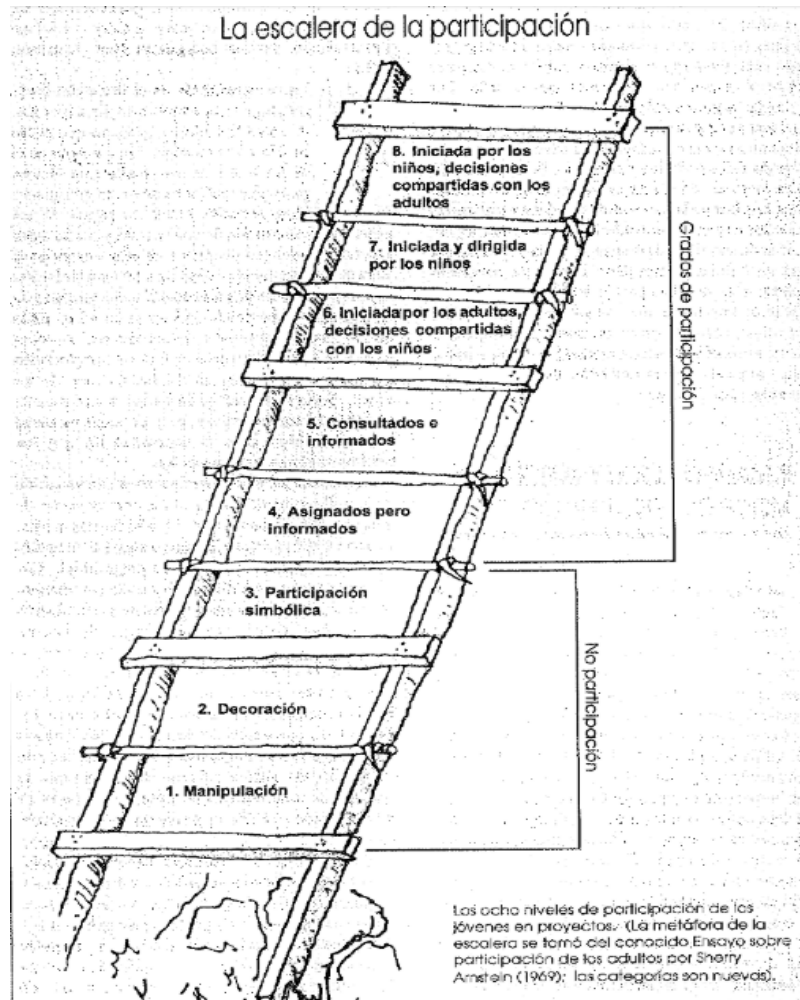 La escalera de la participación
8. Iniciada por los
niños, decisiones
compartidas con los
adultos
7. Iniciada y dirigida
por los niños
6. Iniciada por los adultos,
decisiones compartidas
con los niños
5. Consultados e
informados
4. Asignados pero
informados
3. Participación
simbólica
2. Decoración
1. Manipulación
Grados de participación
No participación
Los ocho niveles de participación de los
jóvenes en proyectos. (La metáfora de la
escalera se tomó del conocido Ensayo sobre
participación de los adultos por Sherry
Arnstein (1969); las categorías son nuevas).